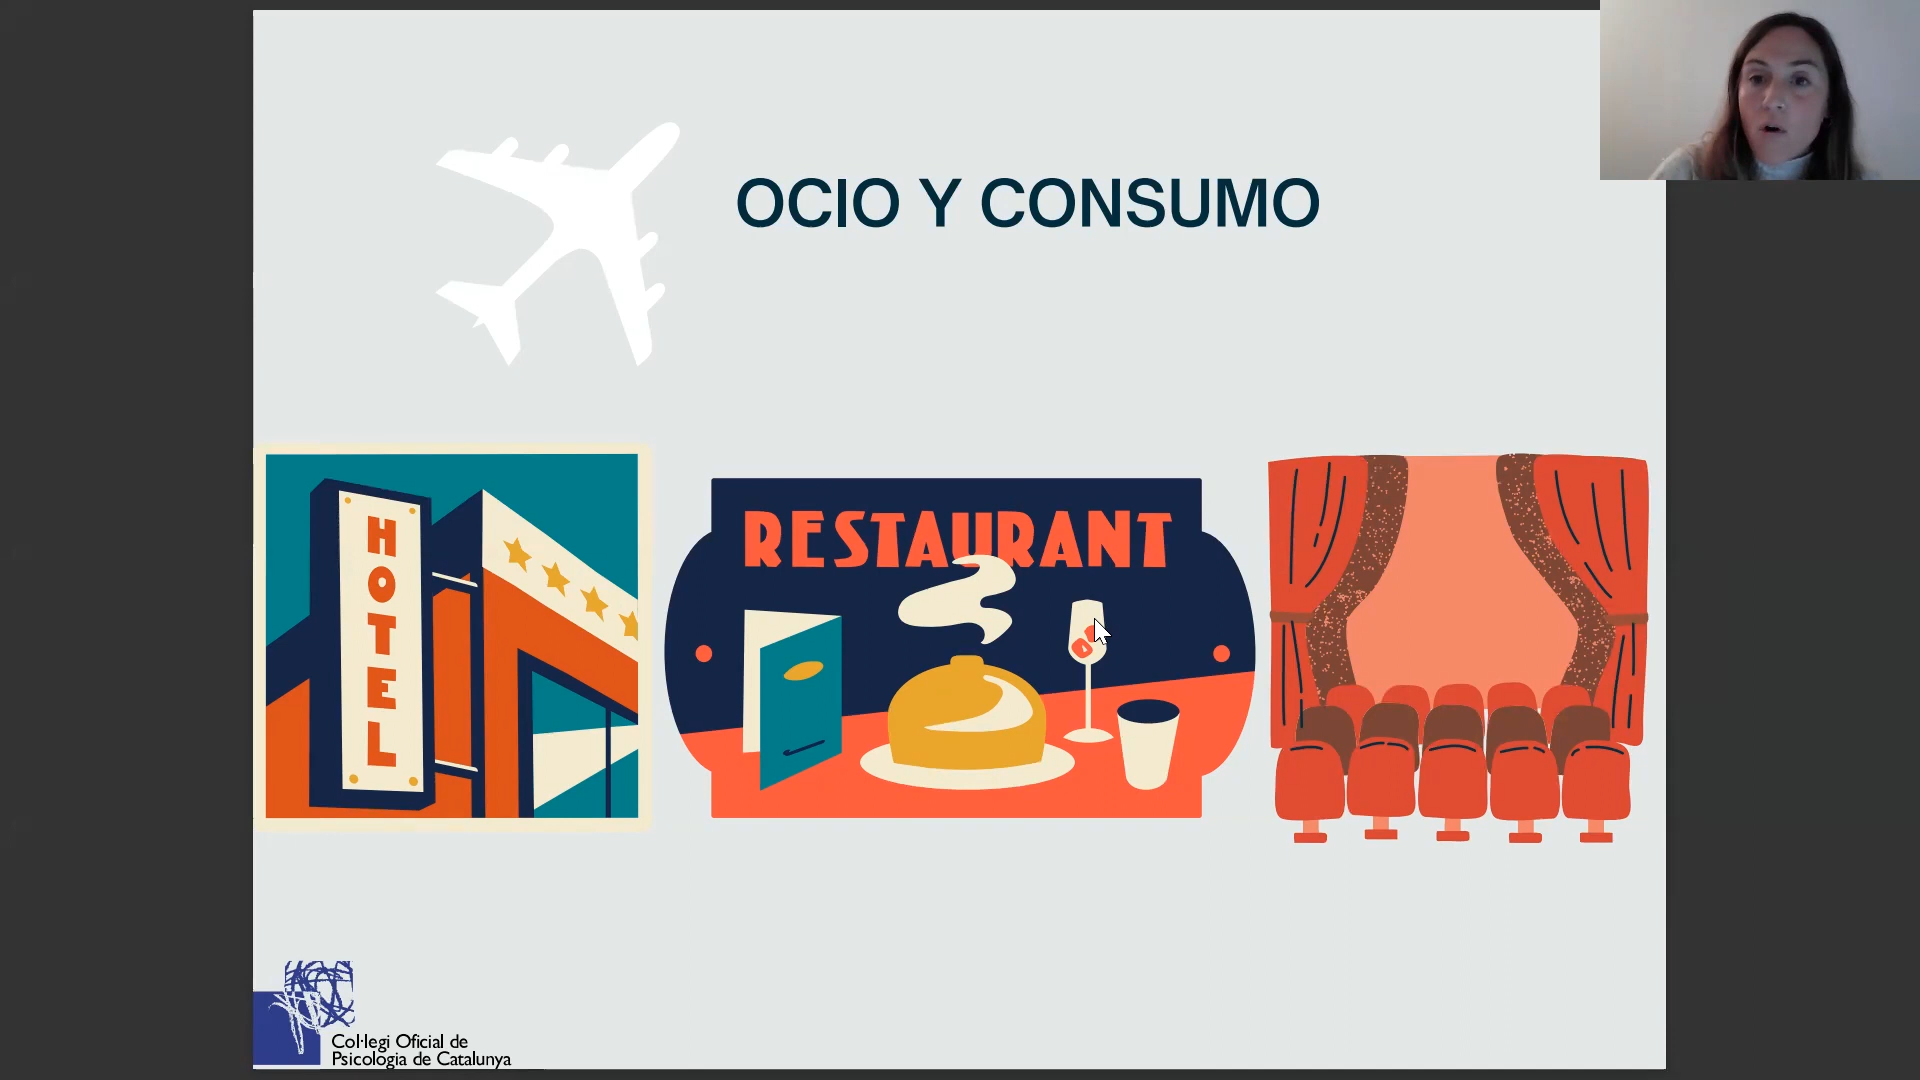 OCIO Y CONSUMO
HOTEL
RESTAURANT
Col·legi Oficial de
Psicologia de Catalunya